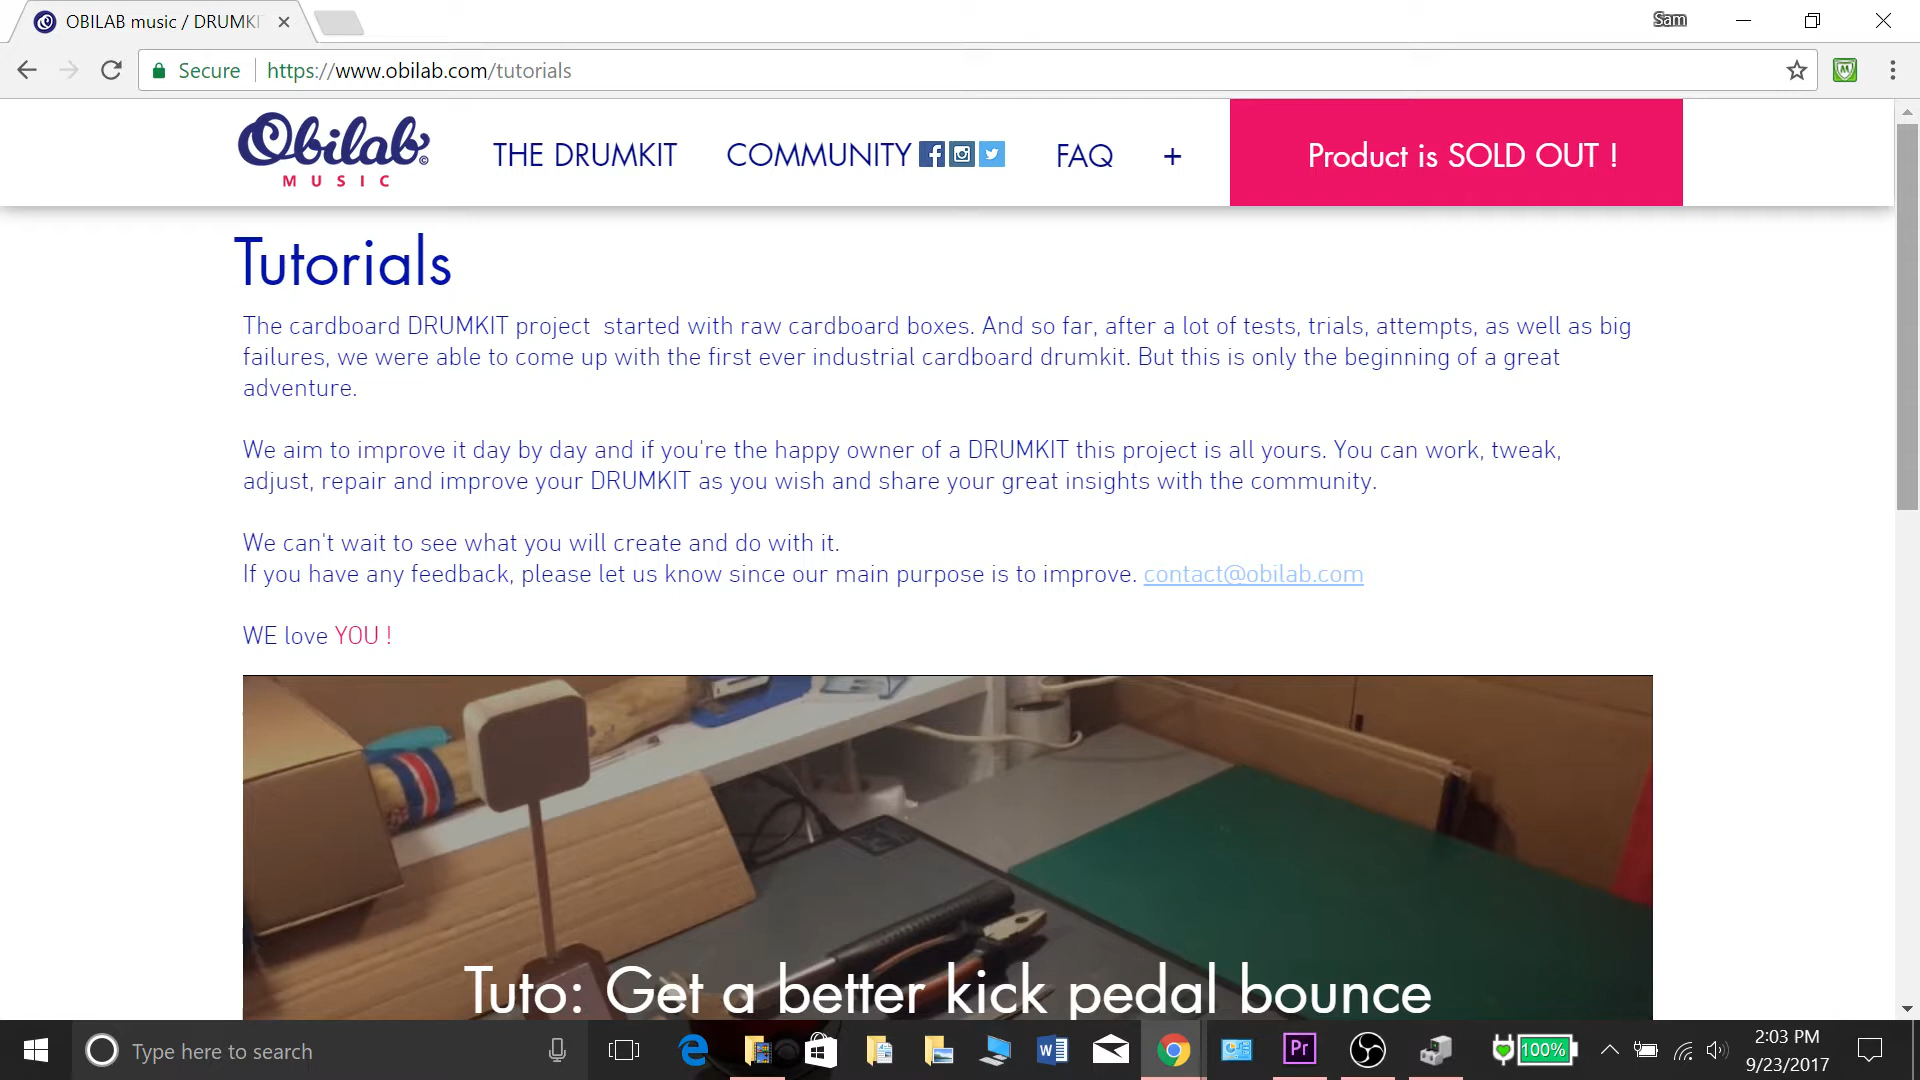 OBILAB music / DRUMKI
Sam
Secure
https://www.obilab.com/tutorials
Obilab©
MUSIC
THE DRUMKIT
COMMUNITY
FAQ
+
Product is SOLD OUT !
Tutorials
The cardboard DRUMKIT project started with raw cardboard boxes. And so far, after a lot of tests, trials, attempts, as well as big
failures, we were able to come up with the first ever industrial cardboard drumkit. But this is only the beginning of a great
adventure.
We aim to improve it day by day and if you're the happy owner of a DRUMKIT this project is all yours. You can work, tweak,
adjust, repair and improve your DRUMKIT as you wish and share your great insights with the community.
We can't wait to see what you will create and do with it.
If you have any feedback, please let us know since our main purpose is to improve. contact@obilab.com
WE love YOU !
Tuto: Get a better kick pedal bounce
Type here to search
Pr
100%
2:03 PM
9/23/2017